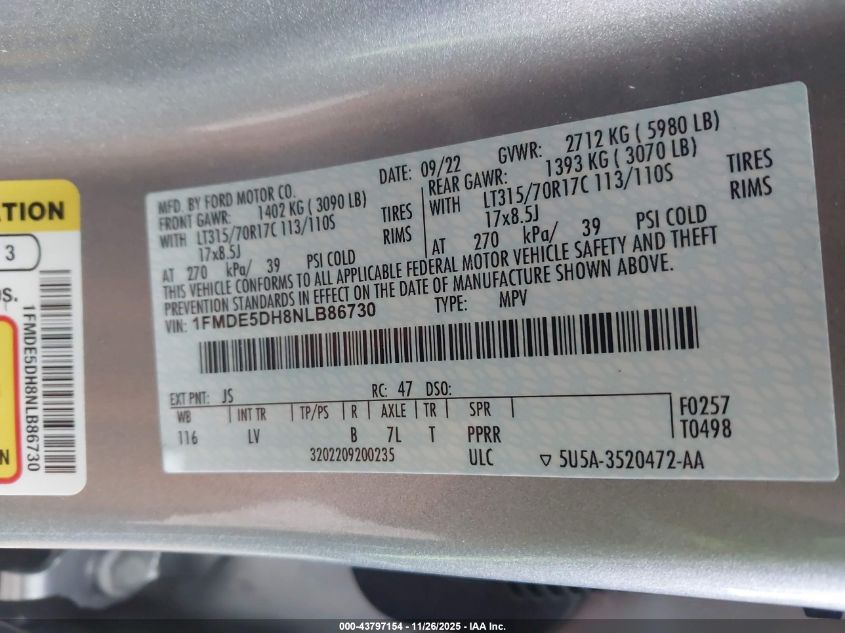 ATION
3
OS.
1FMDE5DH8NLB86730
N
MFD. BY FORD MOTOR CO.
DATE: 09/22
GVWR: 2712 KG ( 5980 LB)
FRONT GAWR: 1402 KG ( 3090 LB)
WITH LT315/70R17C 113/110S TIRES
17x8.5J RIMS
AT 270 kPa/ 39 PSI COLD
REAR GAWR: 1393 KG ( 3070 LB)
WITH LT315/70R17C 113/110S TIRES
17x8.5J RIMS
AT 270 kPa/ 39 PSI COLD
THIS VEHICLE CONFORMS TO ALL APPLICABLE FEDERAL MOTOR VEHICLE SAFETY AND THEFT
PREVENTION STANDARDS IN EFFECT ON THE DATE OF MANUFACTURE SHOWN ABOVE.
VIN: 1FMDE5DH8NLB86730 TYPE: MPV
EXT PNT: JS RC: 47 DSO:
WB INT TR TP/PS R AXLE TR SPR
116 LV B 7L T PPRR
F0257
T0498
3202209200235 ULC ▽ 5U5A-3520472-AA
000-43797154 - 11/26/2025 - IAA Inc.